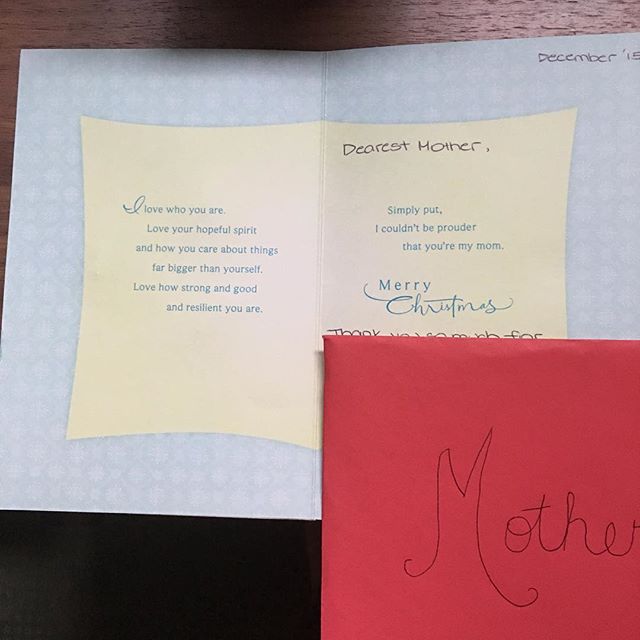 I love who you are.
Love your hopeful spirit
and how you care about things
far bigger than yourself.
Love how strong and good
and resilient you are.
December '15
Dearest Mother,
Simply put,
I couldn't be prouder
that you're my mom.
Merry
Christmas
Thank you so much for
Mother